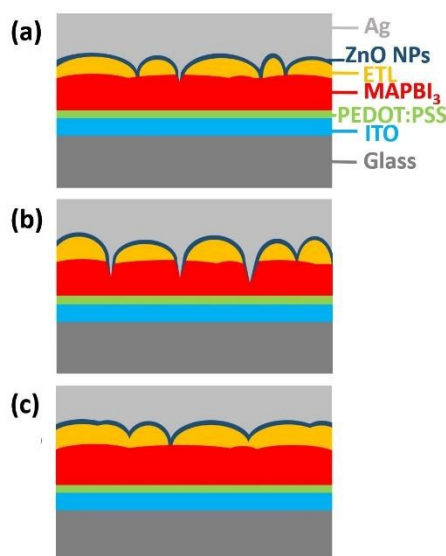 (a)
Ag
ZnO NPs
ETL
MAPBI₃
PEDOT:PSS
ITO
Glass
(b)
(c)